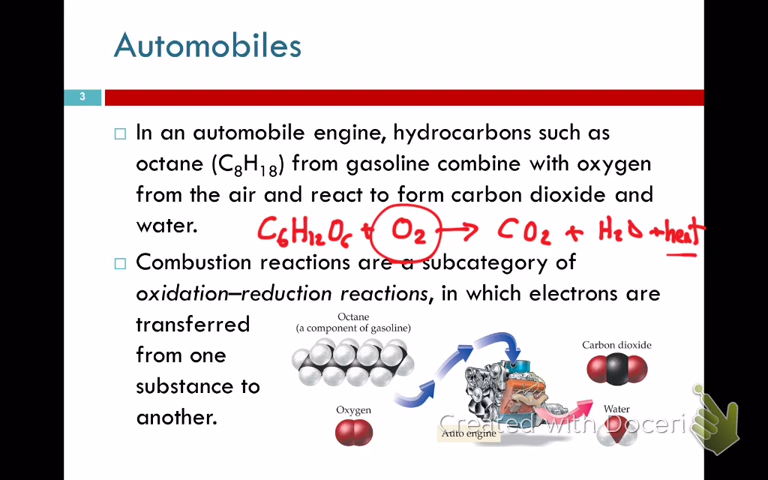 Automobiles
3
In an automobile engine, hydrocarbons such as
octane (C8H18) from gasoline combine with oxygen
from the air and react to form carbon dioxide and
water.
C6H12O6 + O2 → CO2 + H2O + heat
Combustion reactions are a subcategory of
oxidation–reduction reactions, in which electrons are
transferred
from one
substance to
another.
Octane
(a component of gasoline)
Oxygen
Auto engine
Carbon dioxide
Water
Created with Doceri